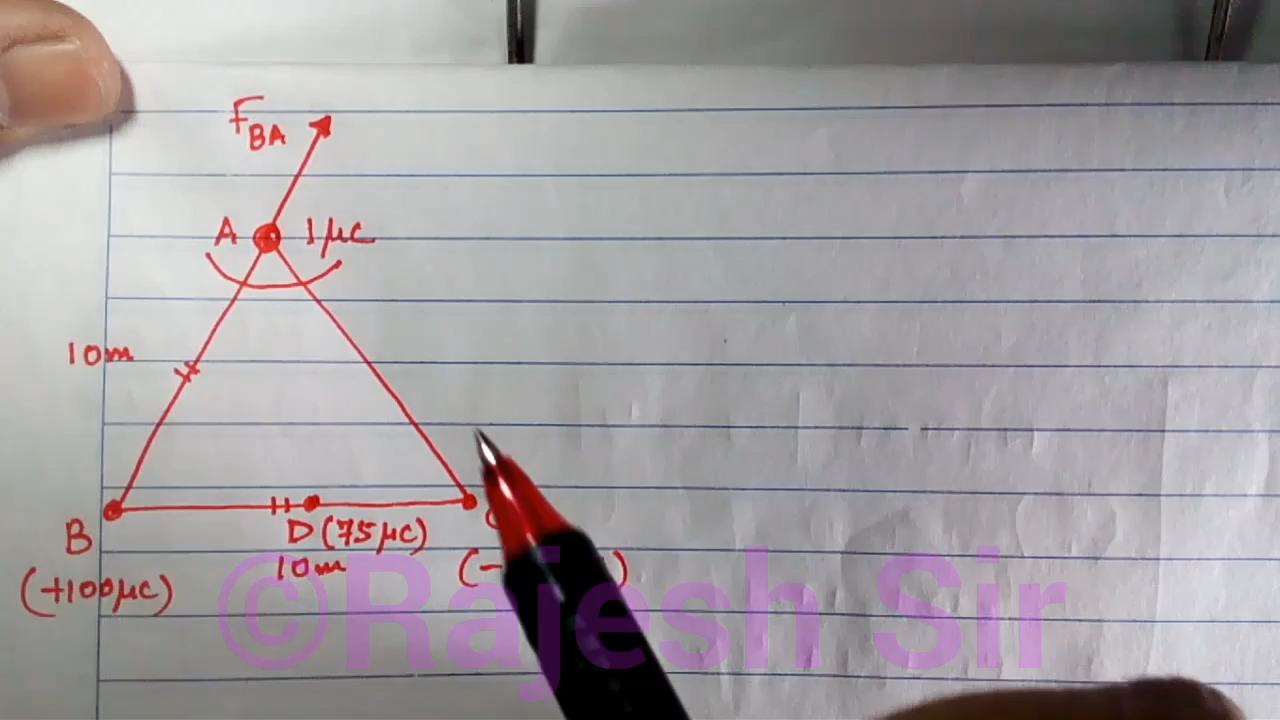 F BA
A 1μc
10m
D (75μc)
B
10m
(+100μc)
©Rajesh Sir